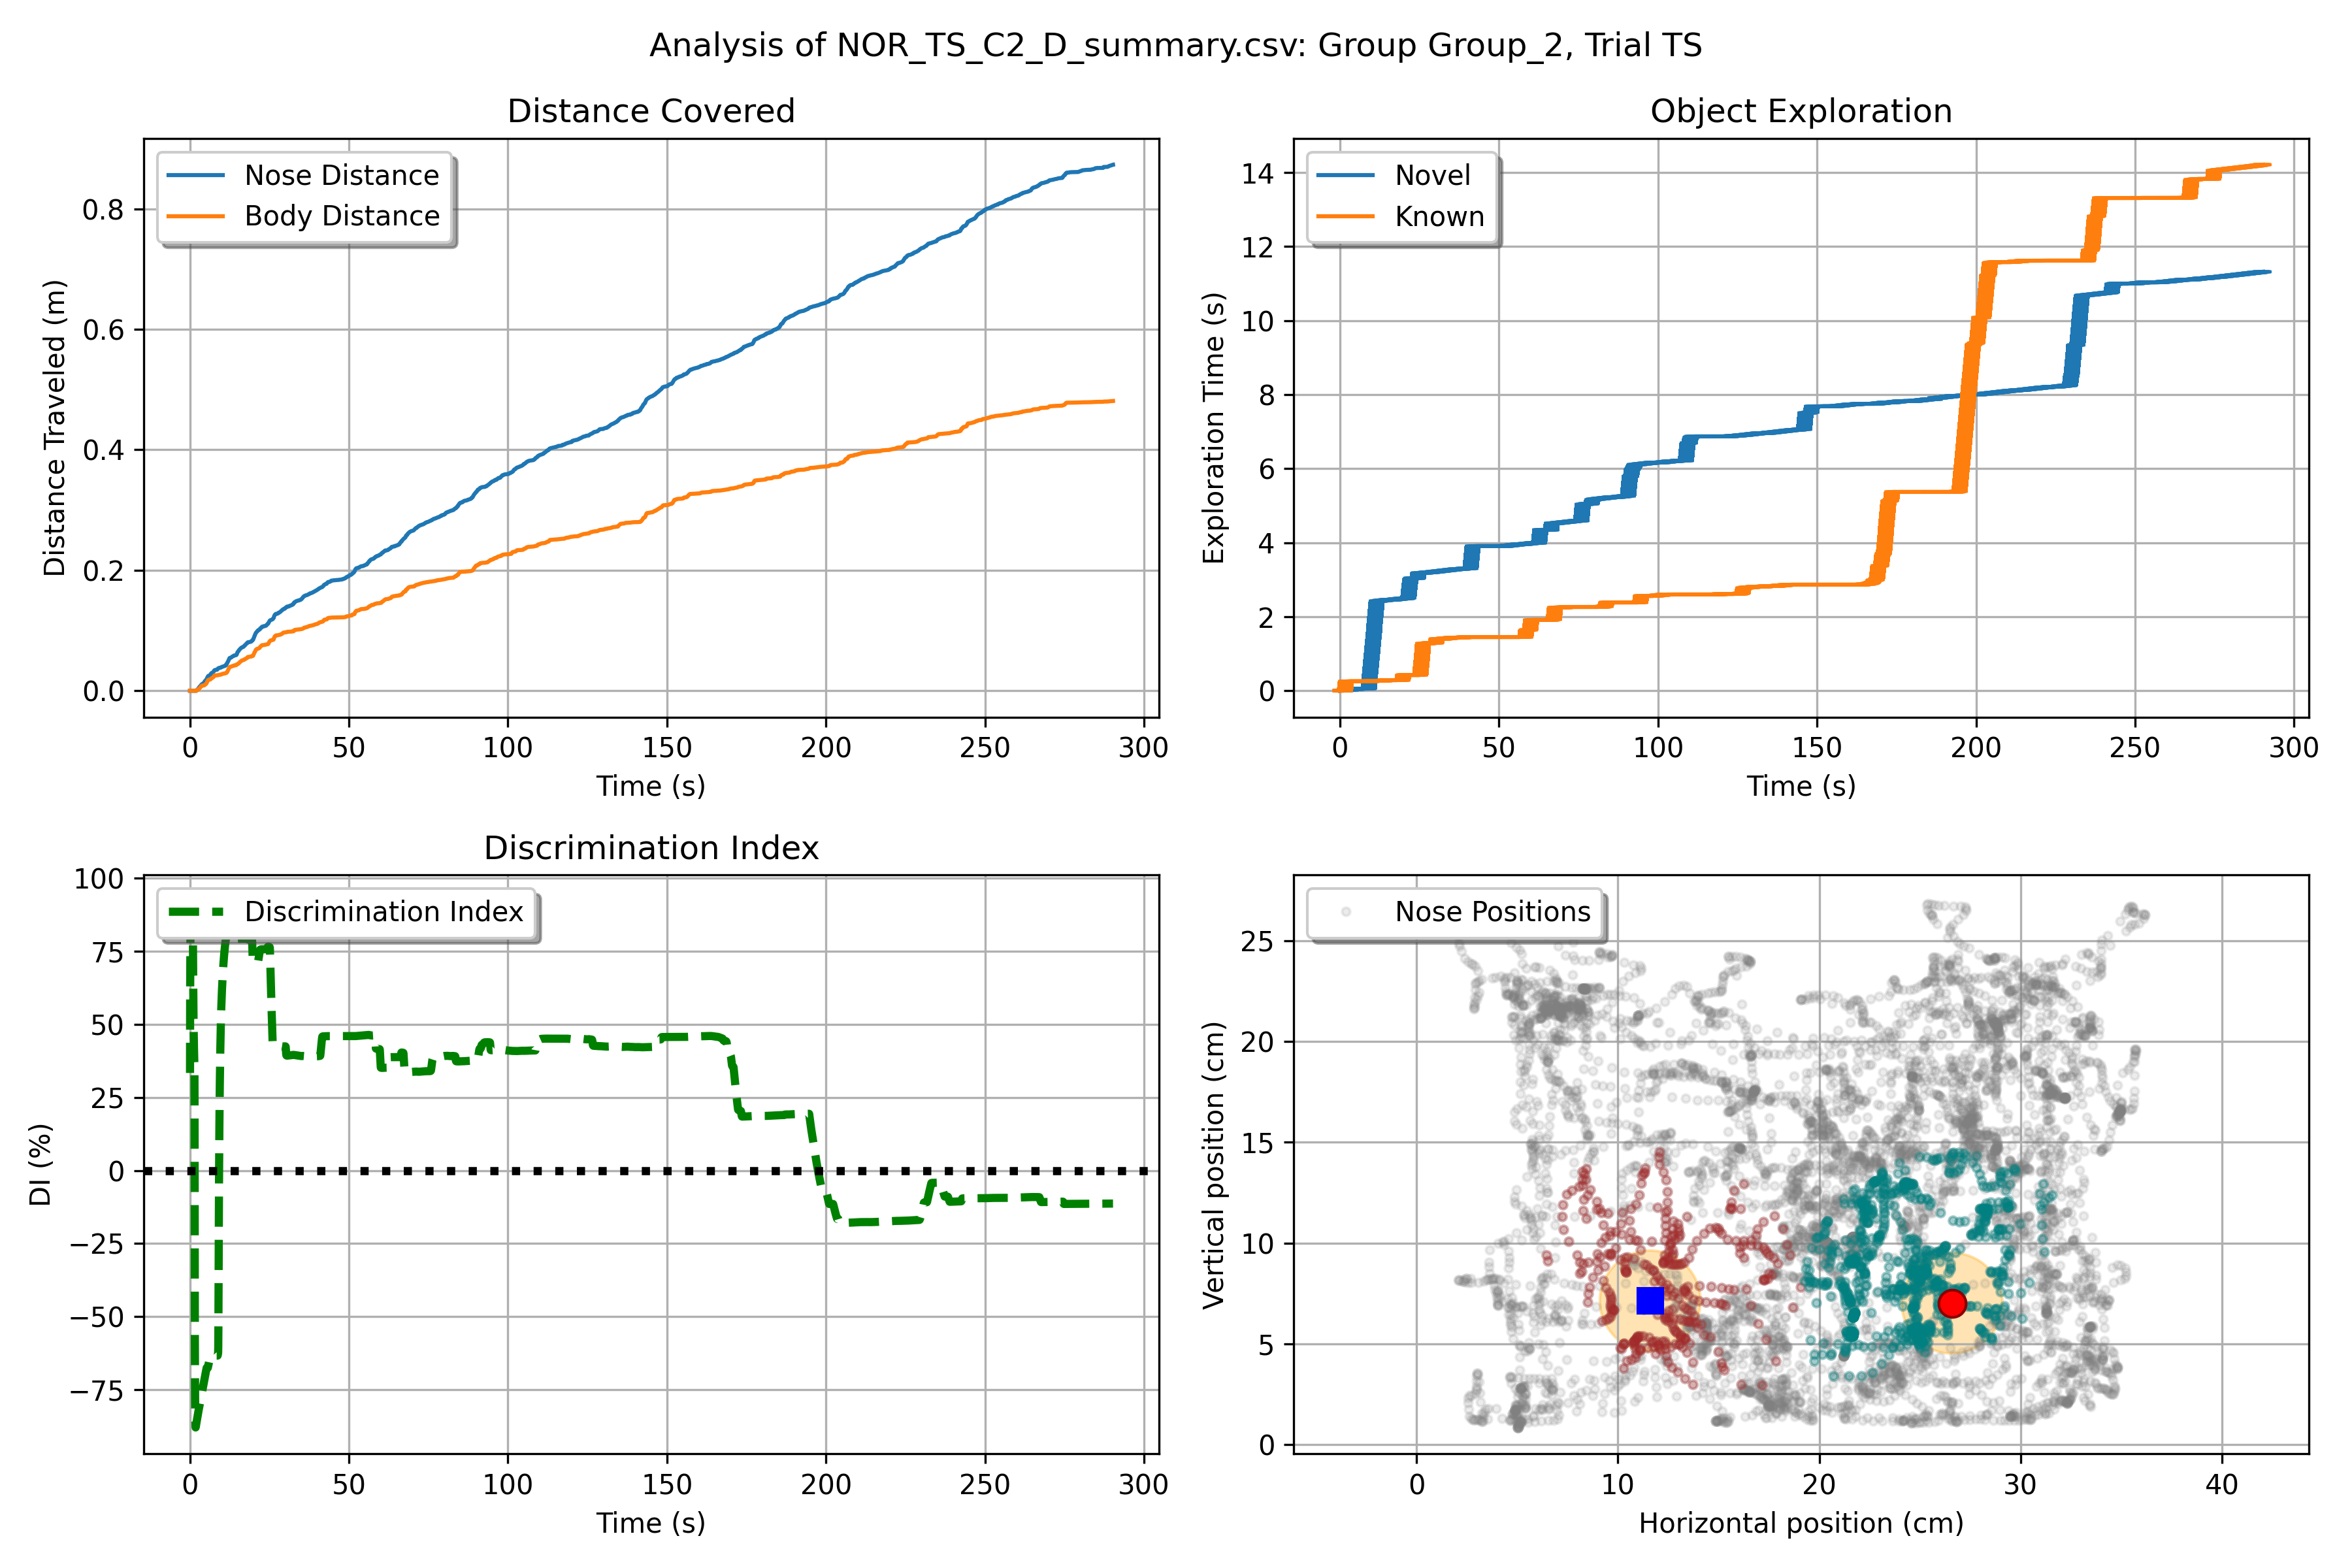 Analysis of NOR_TS_C2_D_summary.csv: Group Group_2, Trial TS
Distance Covered
Nose Distance
Body Distance
Distance Traveled (m)
0.8
0.6
0.4
0.2
0.0
0 50 100 150 200 250 300
Time (s)
Object Exploration
Novel
Known
Exploration Time (s)
14
12
10
8
6
4
2
0
0 50 100 150 200 250 300
Time (s)
Discrimination Index
Discrimination Index
DI (%)
100
75
50
25
0
−25
−50
−75
0 50 100 150 200 250 300
Time (s)
Nose Positions
Vertical position (cm)
25
20
15
10
5
0
0 10 20 30 40
Horizontal position (cm)